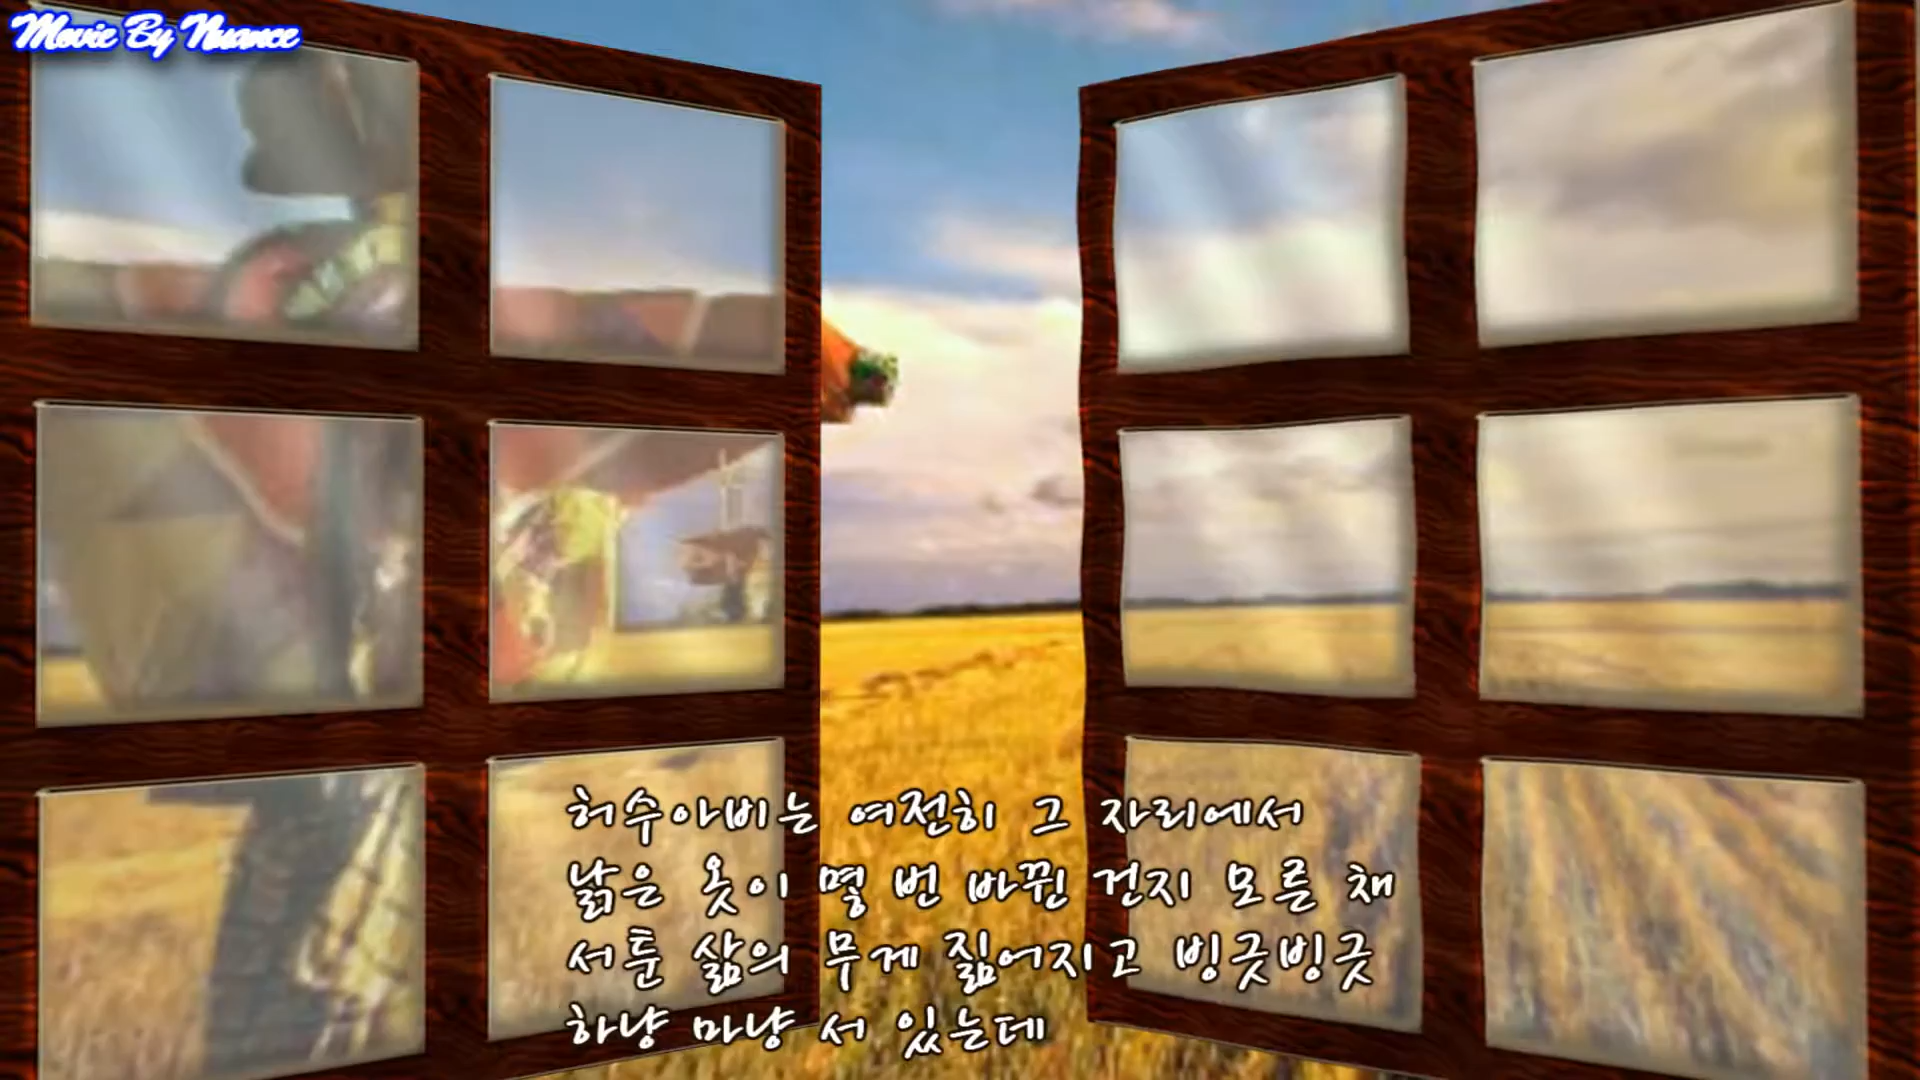 Movie By Nuance
허수아비는 여전히 그 자리에서
낡은 옷이 몇 번 바뀐 건지 모른 채
서툰 삶의 무게 짊어지고 빙긋빙긋
하냥 마냥 서 있는데